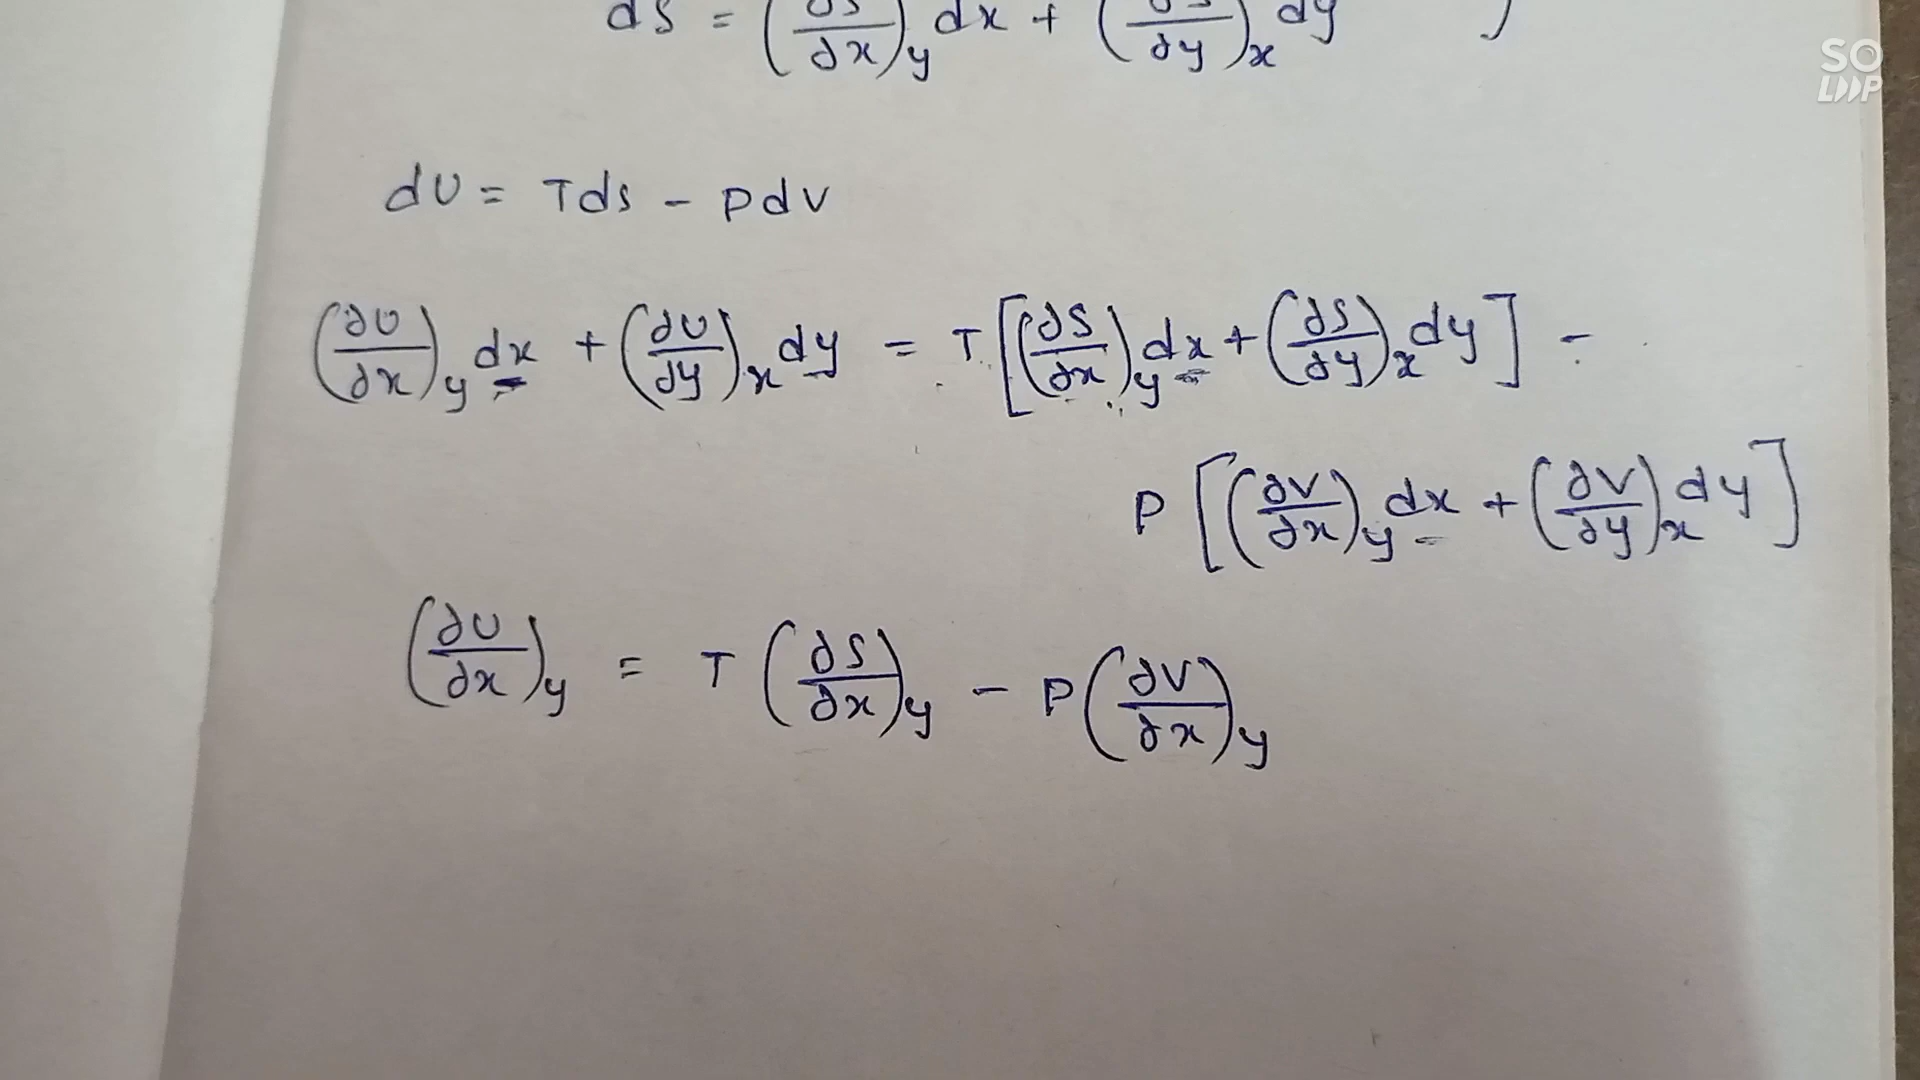 dS = (∂S/∂x)_y dx + (∂S/∂y)_x dy }
SO
LOOP
dU = Tds - PdV
(∂U/∂x)_y dx + (∂U/∂y)_x dy = T[(∂S/∂x)_y dx + (∂S/∂y)_x dy] -
P[(∂V/∂x)_y dx + (∂V/∂y)_x dy]
(∂U/∂x)_y = T(∂S/∂x)_y - P(∂V/∂x)_y